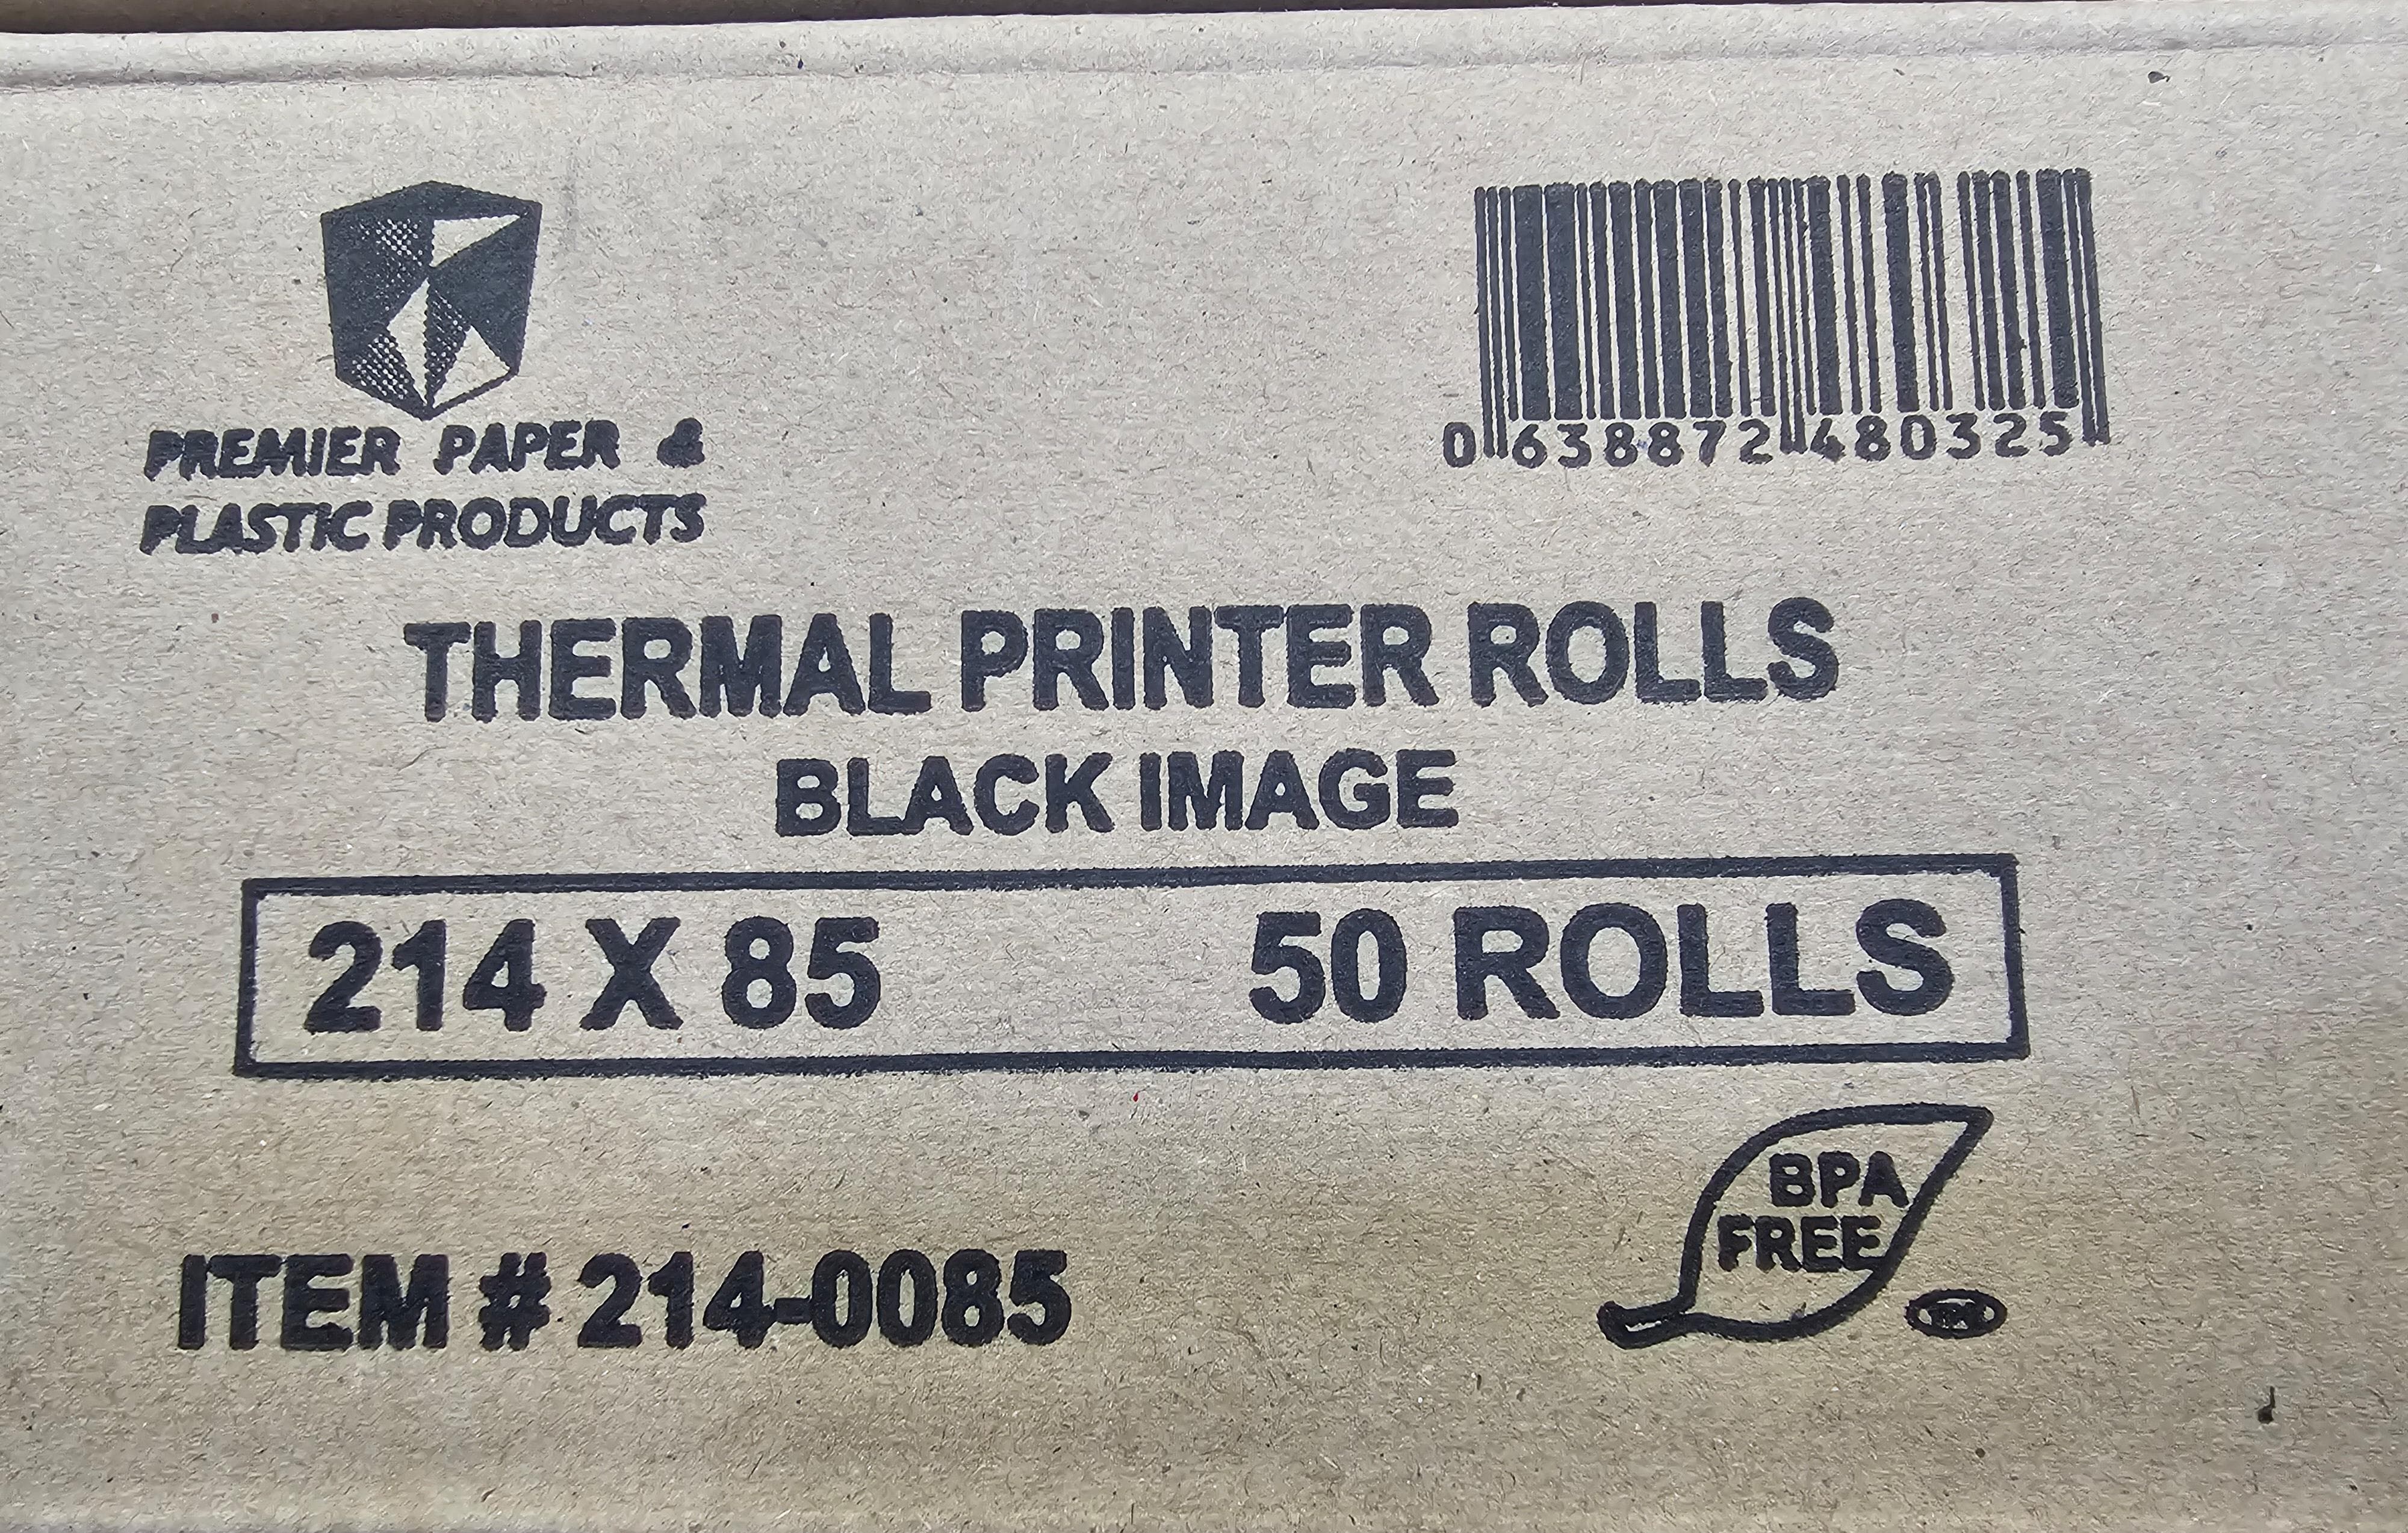 PREMIER PAPER &
PLASTIC PRODUCTS
0 638872 480325
THERMAL PRINTER ROLLS
BLACK IMAGE
214 X 85 50 ROLLS
BPA
FREE
ITEM # 214-0085